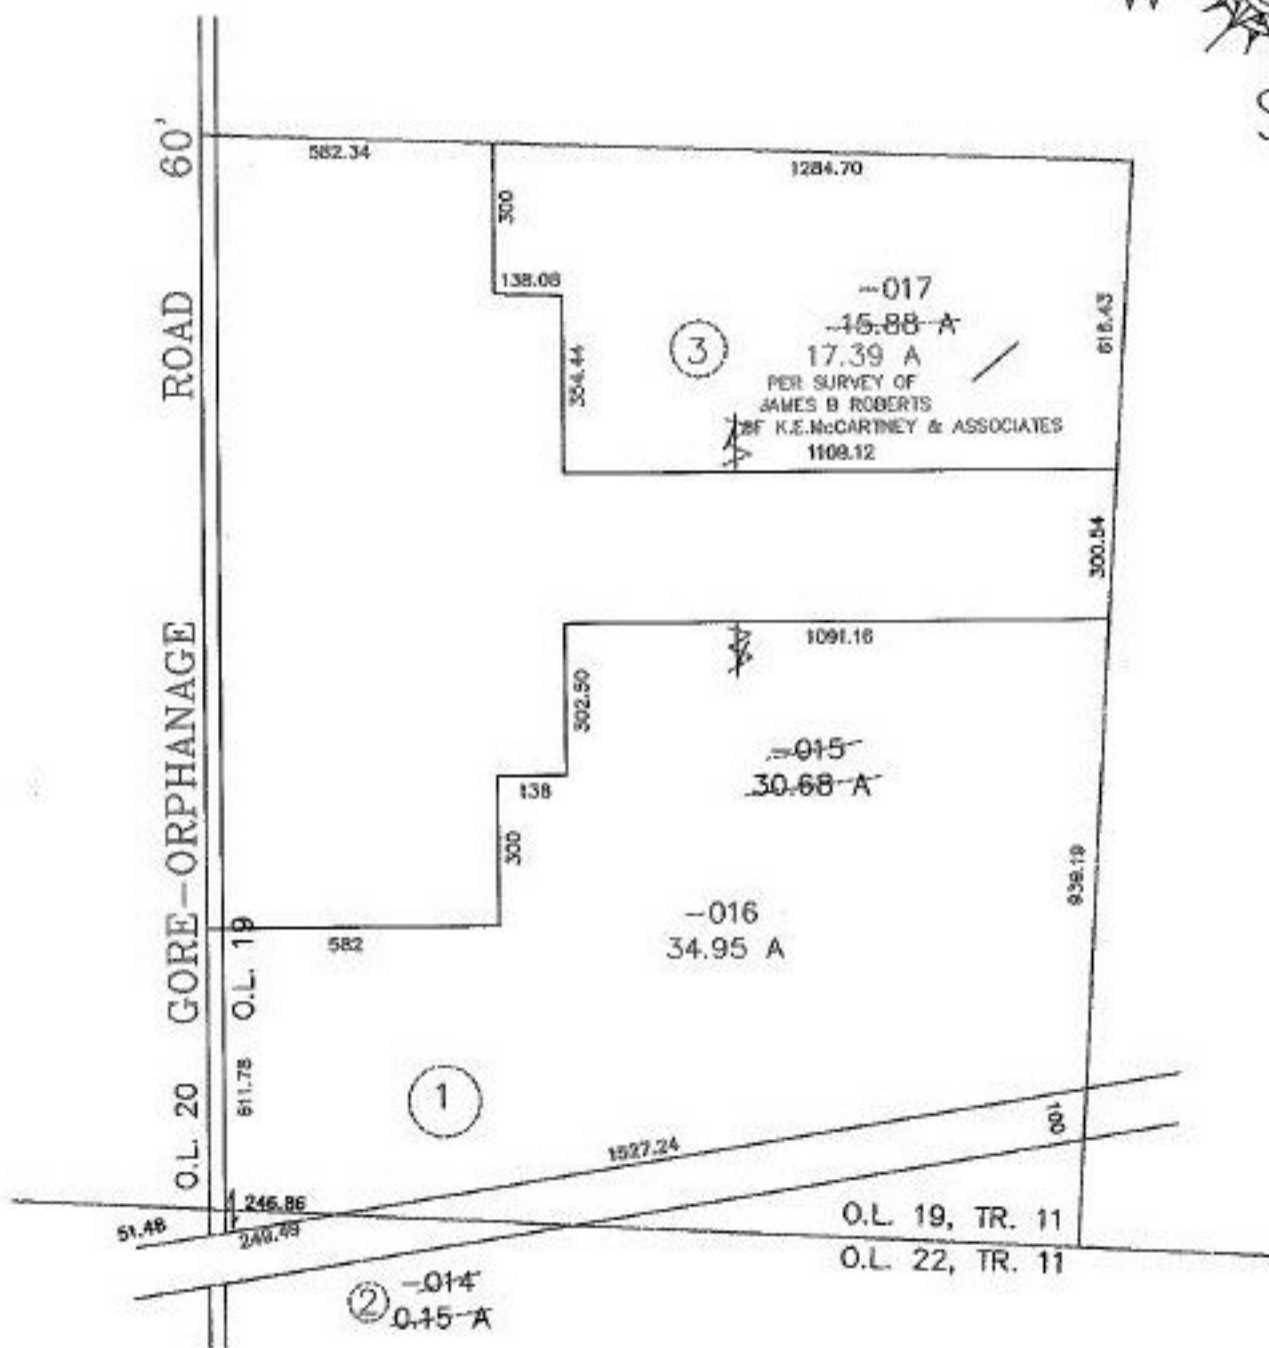 582.34
1284.70
300
138.08
354.44
-017
15.88 A
17.39 A
PER SURVEY OF
JAMES B ROBERTS
OF K.E.McCARTNEY & ASSOCIATES
1109.12
616.43
3
300.54
1091.16
302.50
138
300
-015
30.68 A
-016
34.95 A
939.19
582
GORE-ORPHANAGE ROAD 60'
O.L. 20
O.L. 19
611.78
1
1527.24
100
246.86
51.48
249.49
O.L. 19, TR. 11
O.L. 22, TR. 11
2
-014
0.15 A